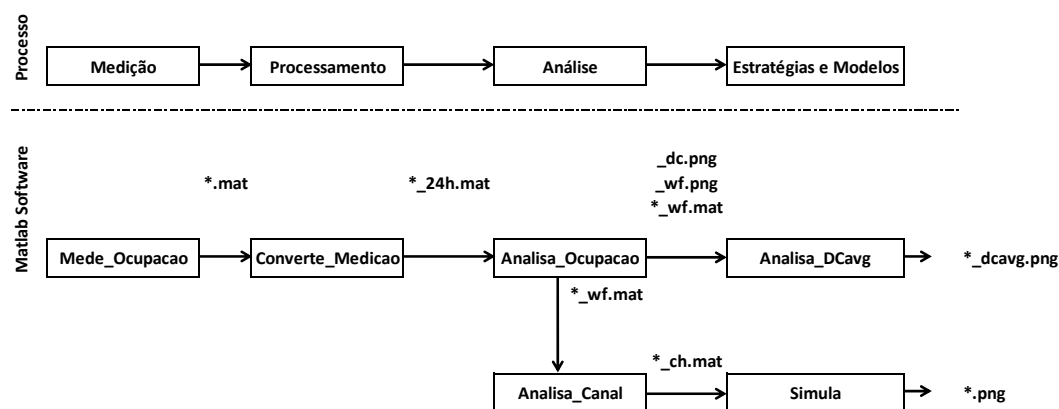 Processo
Medição
Processamento
Análise
Estratégias e Modelos
Matlab Software
*.mat
*_24h.mat
_dc.png
_wf.png
*_wf.mat
Mede_Ocupacao
Converte_Medicao
Analisa_Ocupacao
Analisa_DCavg
*_dcavg.png
*_wf.mat
*_ch.mat
Analisa_Canal
Simula
*.png